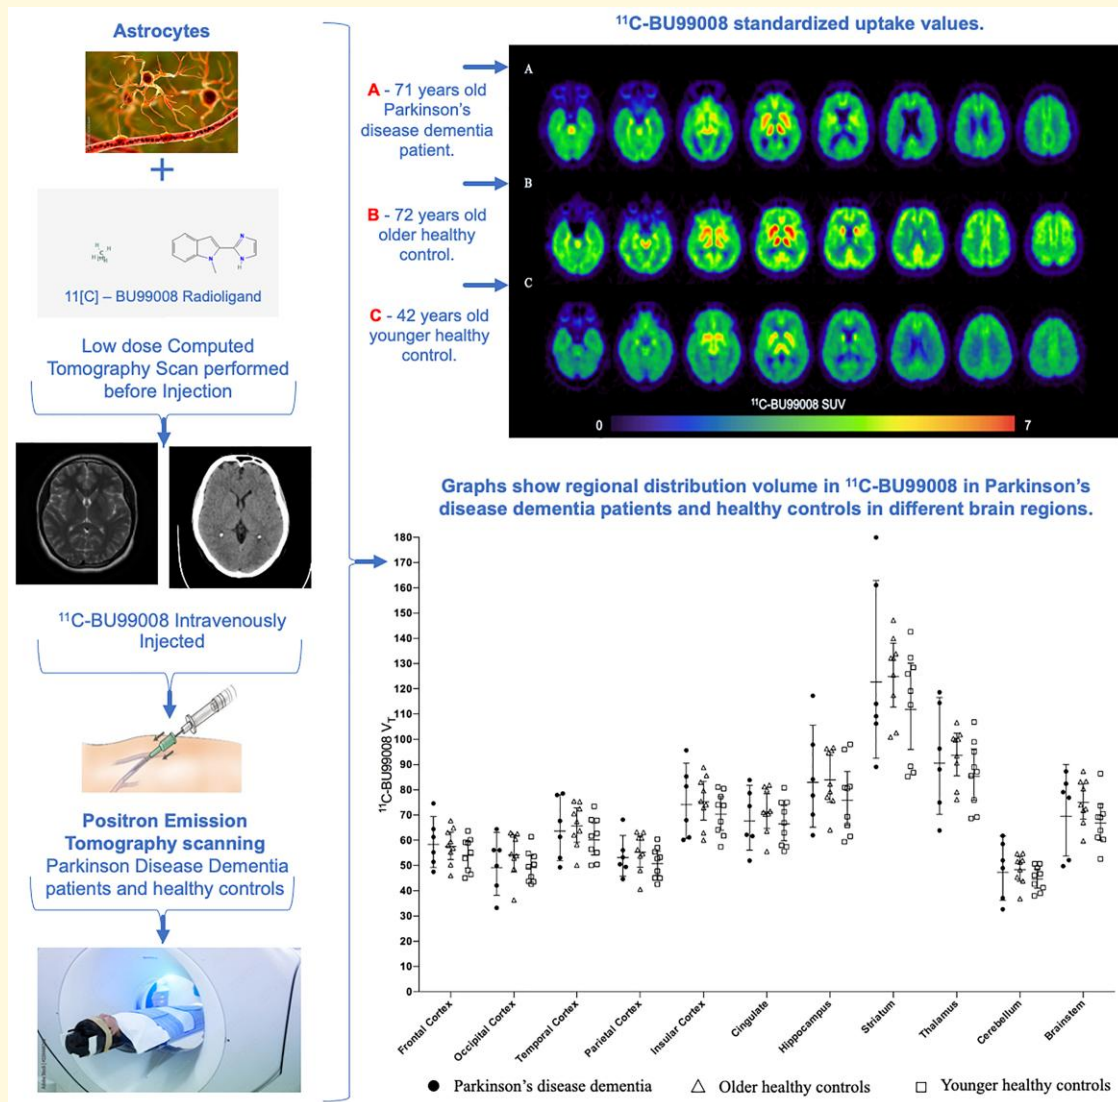 Astrocytes
+
H
H
C
H
H
N
N
N
H
11[C] – BU99008 Radioligand
Low dose Computed
Tomography Scan performed
before Injection
¹¹C-BU99008 Intravenously
Injected
Positron Emission
Tomography scanning
Parkinson Disease Dementia
patients and healthy controls
¹¹C-BU99008 standardized uptake values.
A - 71 years old
Parkinson's
disease dementia
patient.
B - 72 years old
older healthy
control.
C - 42 years old
younger healthy
control.
A
B
C
¹¹C-BU99008 SUV
0
7
Graphs show regional distribution volume in ¹¹C-BU99008 in Parkinson's
disease dementia patients and healthy controls in different brain regions.
¹¹C-BU99008 V_T
180
170
160
150
140
130
120
110
100
90
80
70
60
50
40
30
20
10
0
Frontal Cortex
Occipital Cortex
Temporal Cortex
Parietal Cortex
Insular Cortex
Cingulate
Hippocampus
Striatum
Thalamus
Cerebellum
Brainstem
Parkinson's disease dementia
Older healthy controls
Younger healthy controls